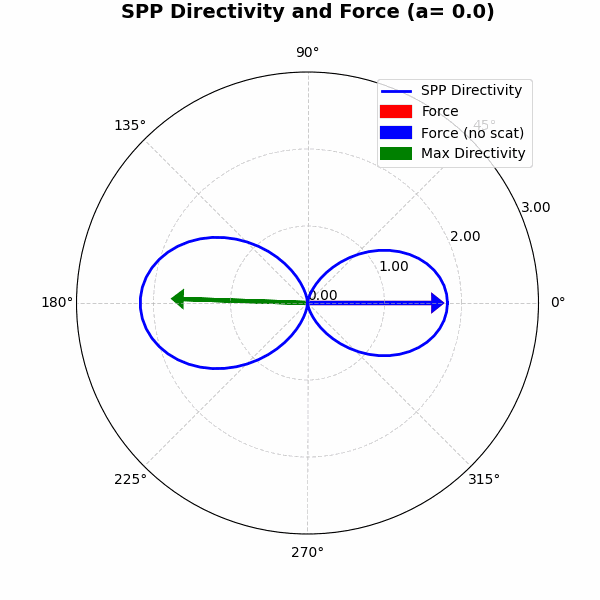 SPP Directivity and Force (a= 0.0)
90°
SPP Directivity
Force
Force (no scat)
Max Directivity
45°
135°
3.00
2.00
1.00
0.00
180°
0°
225°
315°
270°